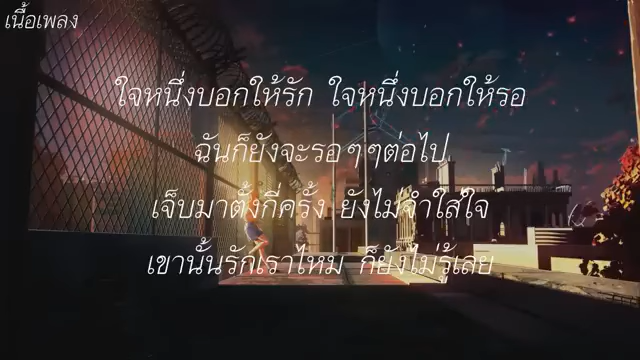 เนื้อเพลง
ใจหนึ่งบอกให้รัก ใจหนึ่งบอกให้รอ
ฉันก็ยังจะรอๆๆต่อไป
เจ็บมาตั้งกี่ครั้ง ยังไม่จำใส่ใจ
เขานั้นรักเราไหม ก็ยังไม่รู้เลย